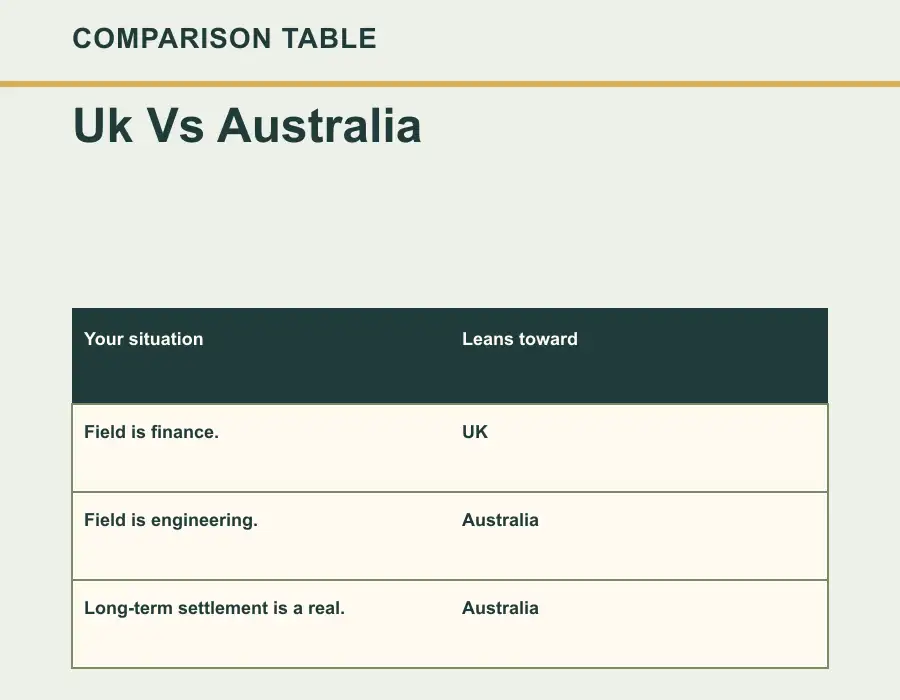 COMPARISON TABLE
Uk Vs Australia
Your situation Leans toward
Field is finance. UK
Field is engineering. Australia
Long-term settlement is a real. Australia